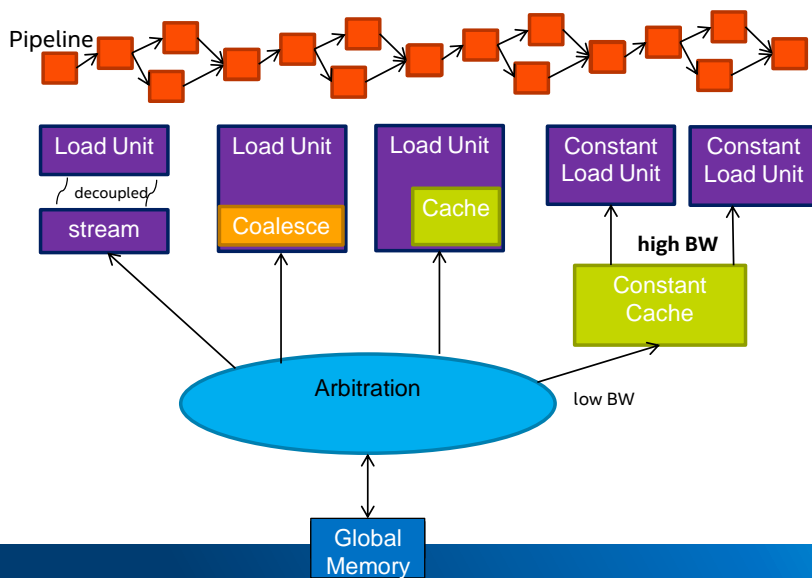 Pipeline
Load Unit
decoupled
stream
Load Unit
Coalesce
Load Unit
Cache
Constant
Load Unit
Constant
Load Unit
high BW
Constant
Cache
Arbitration
low BW
Global
Memory